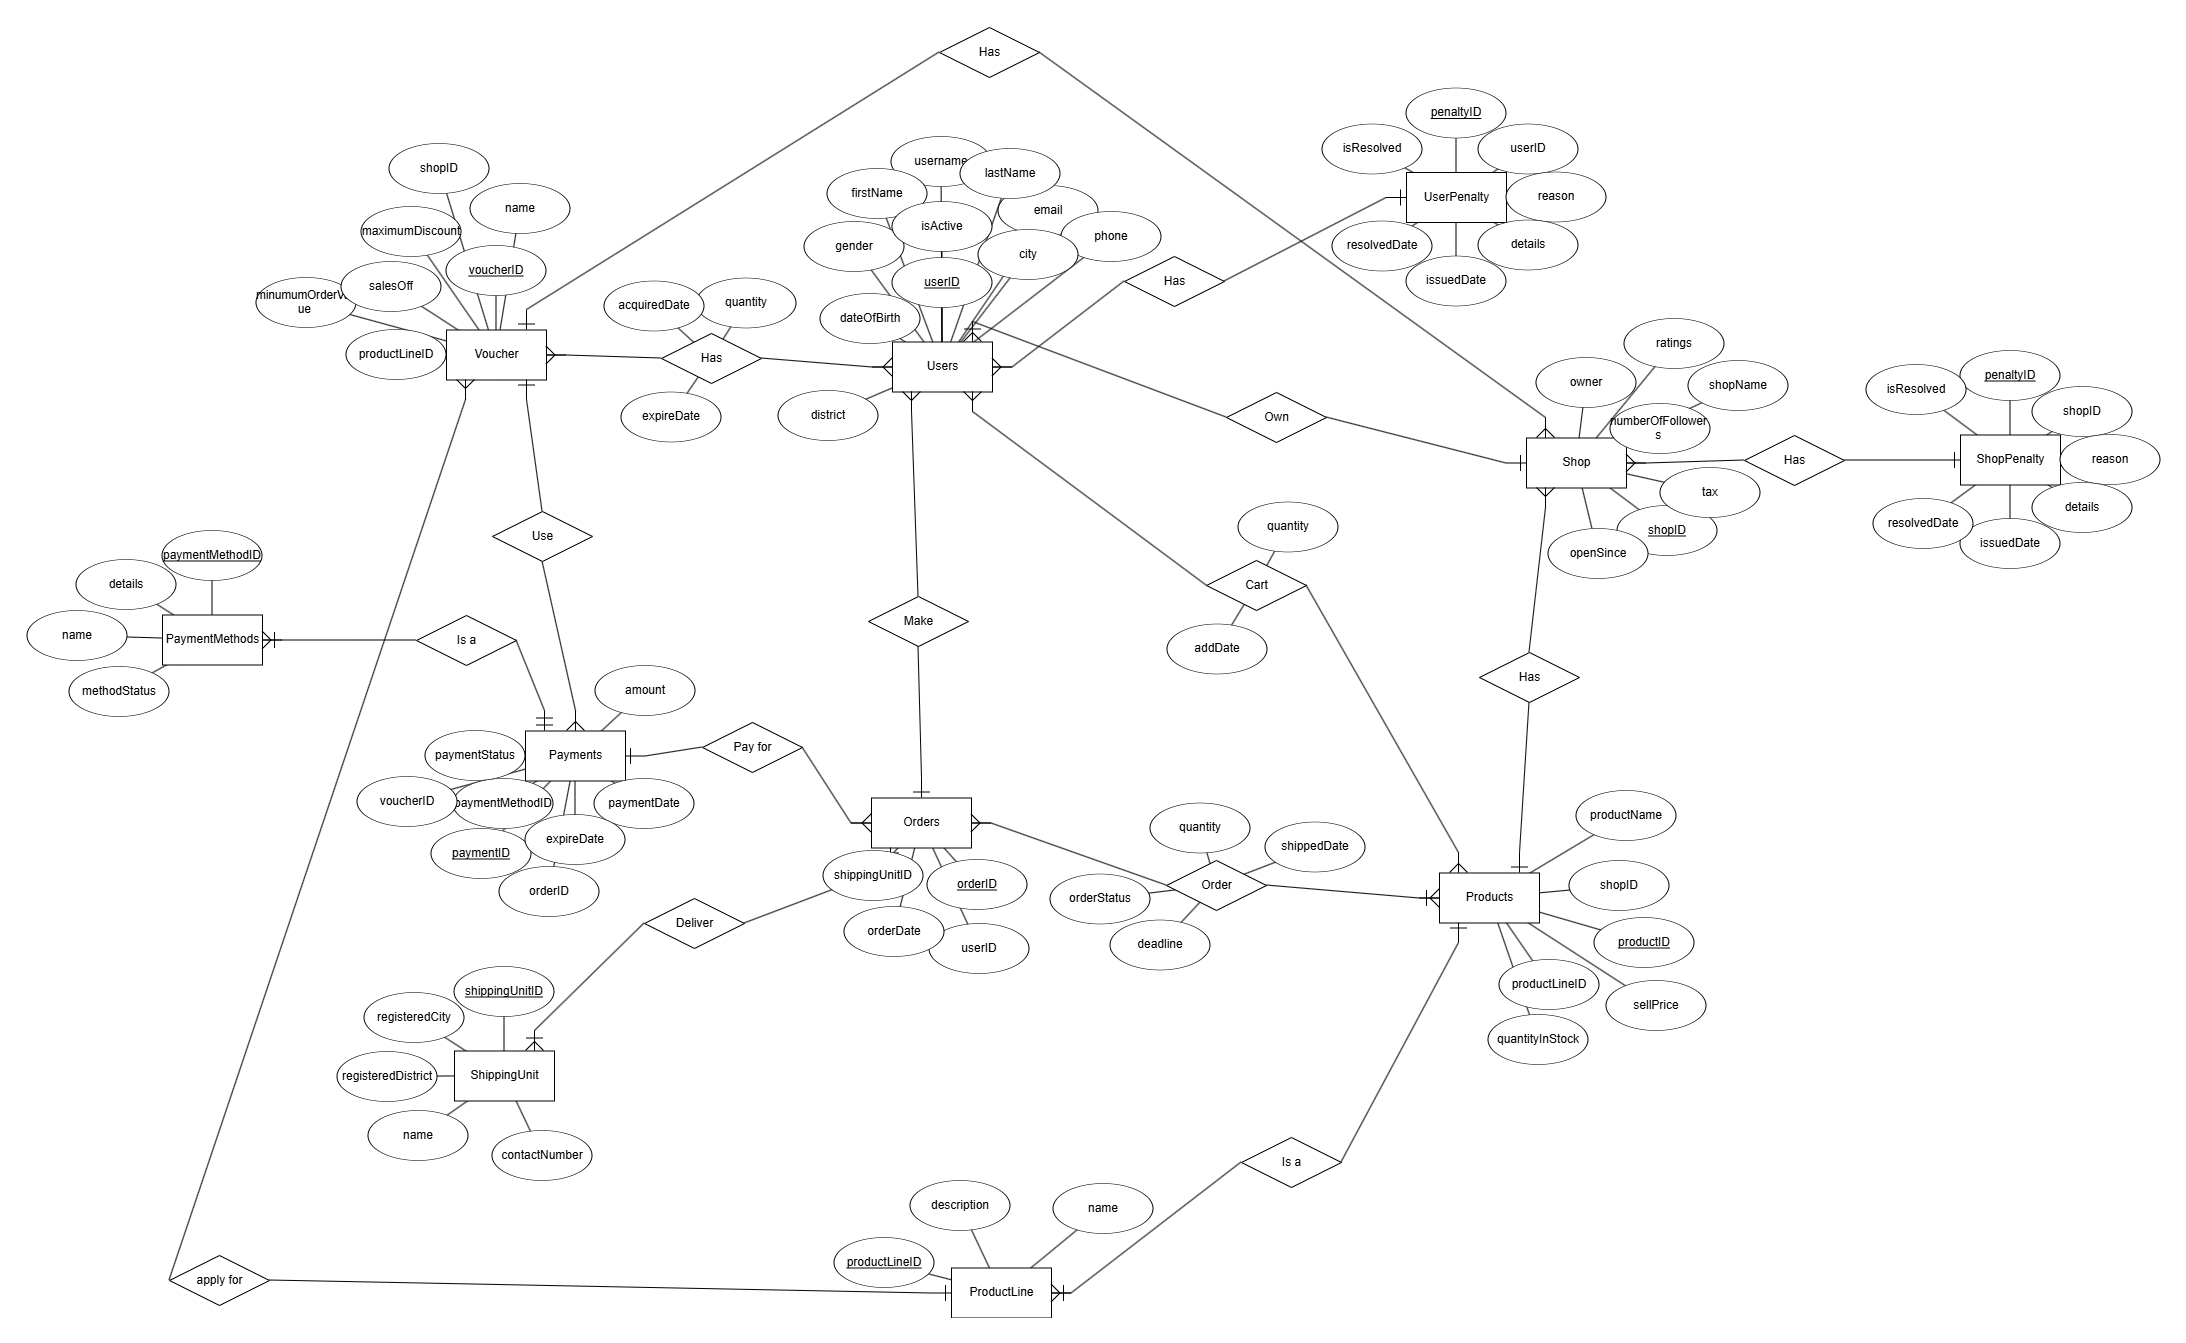 Has
penaltyID
isResolved
userID
UserPenalty
reason
resolvedDate
details
issuedDate
shopID
name
maximumDiscount
voucherID
salesOff
minumumOrderV
ue
productLineID
Voucher
username
lastName
firstName
email
isActive
gender
phone
city
userID
dateOfBirth
Users
district
acquiredDate
quantity
Has
expireDate
Has
Own
ratings
owner
shopName
numberOfFollower
s
Shop
tax
shopID
openSince
Has
penaltyID
isResolved
shopID
ShopPenalty
reason
details
resolvedDate
issuedDate
Use
paymentMethodID
details
name
PaymentMethods
methodStatus
Is a
Make
quantity
Cart
addDate
Has
amount
paymentStatus
Payments
voucherID
paymentMethodID
paymentDate
expireDate
paymentID
orderID
Pay for
Orders
shippingUnitID
orderID
orderDate
userID
Deliver
quantity
shippedDate
orderStatus
Order
deadline
productName
shopID
Products
productID
productLineID
sellPrice
quantityInStock
shippingUnitID
registeredCity
registeredDistrict
ShippingUnit
name
contactNumber
Is a
description
name
productLineID
ProductLine
apply for